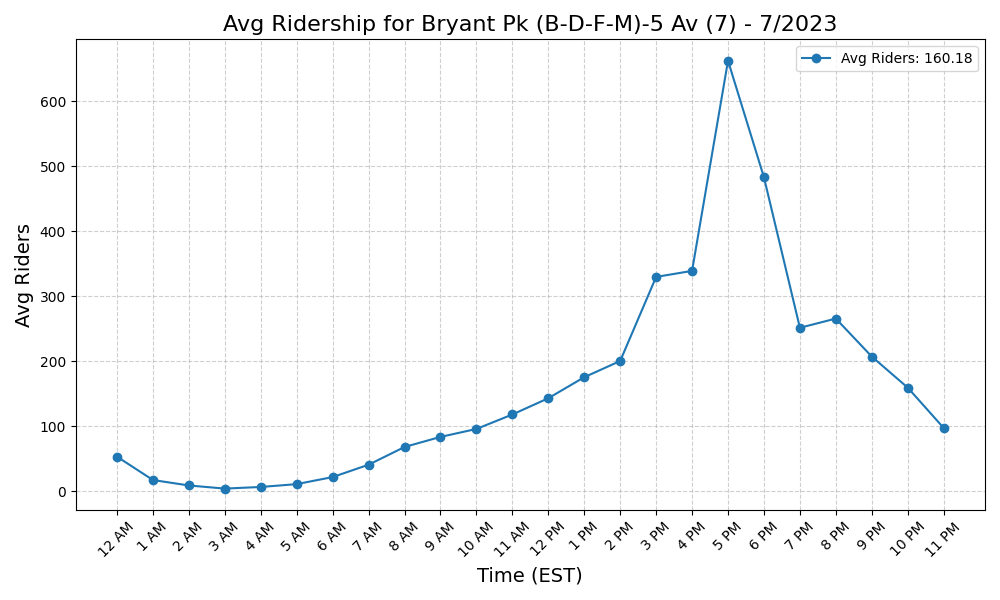 Avg Ridership for Bryant Pk (B-D-F-M)-5 Av (7) - 7/2023
Avg Riders: 160.18
Avg Riders
600
500
400
300
200
100
0
12 AM
1 AM
2 AM
3 AM
4 AM
5 AM
6 AM
7 AM
8 AM
9 AM
10 AM
11 AM
12 PM
1 PM
2 PM
3 PM
4 PM
5 PM
6 PM
7 PM
8 PM
9 PM
10 PM
11 PM
Time (EST)